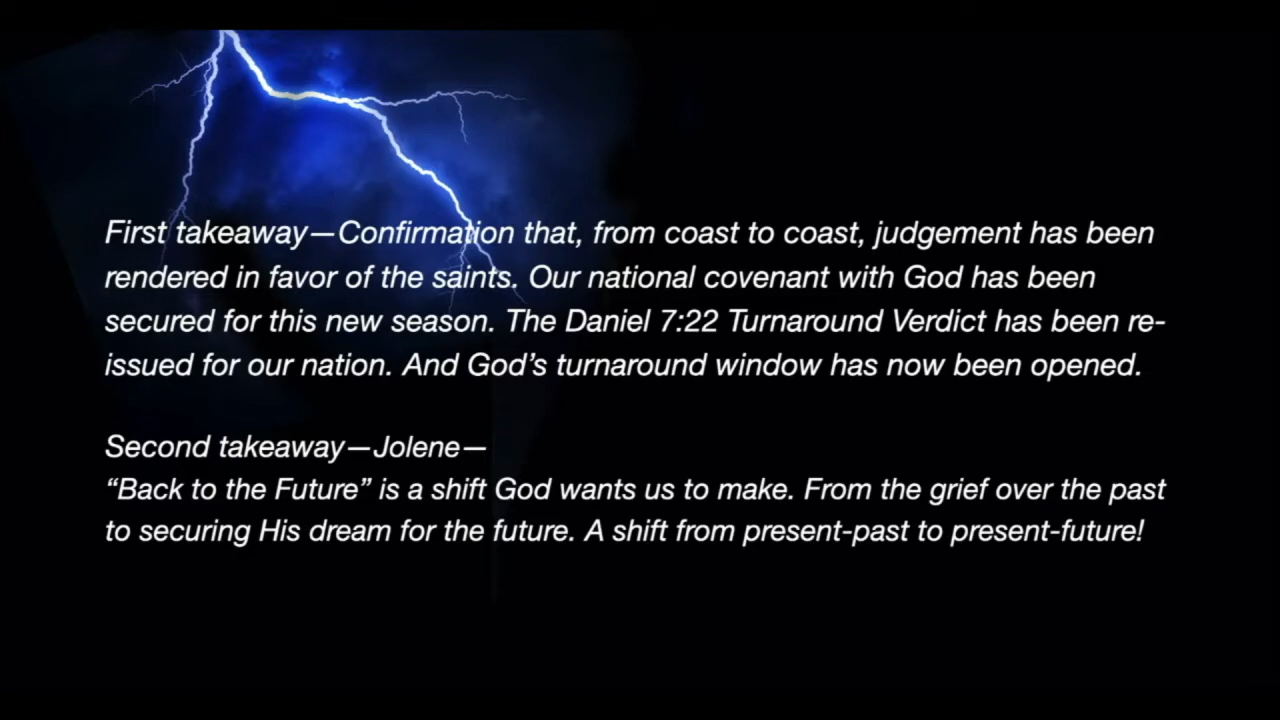 First takeaway—Confirmation that, from coast to coast, judgement has been
rendered in favor of the saints. Our national covenant with God has been
secured for this new season. The Daniel 7:22 Turnaround Verdict has been re-
issued for our nation. And God’s turnaround window has now been opened.
Second takeaway—Jolene—
“Back to the Future” is a shift God wants us to make. From the grief over the past
to securing His dream for the future. A shift from present-past to present-future!